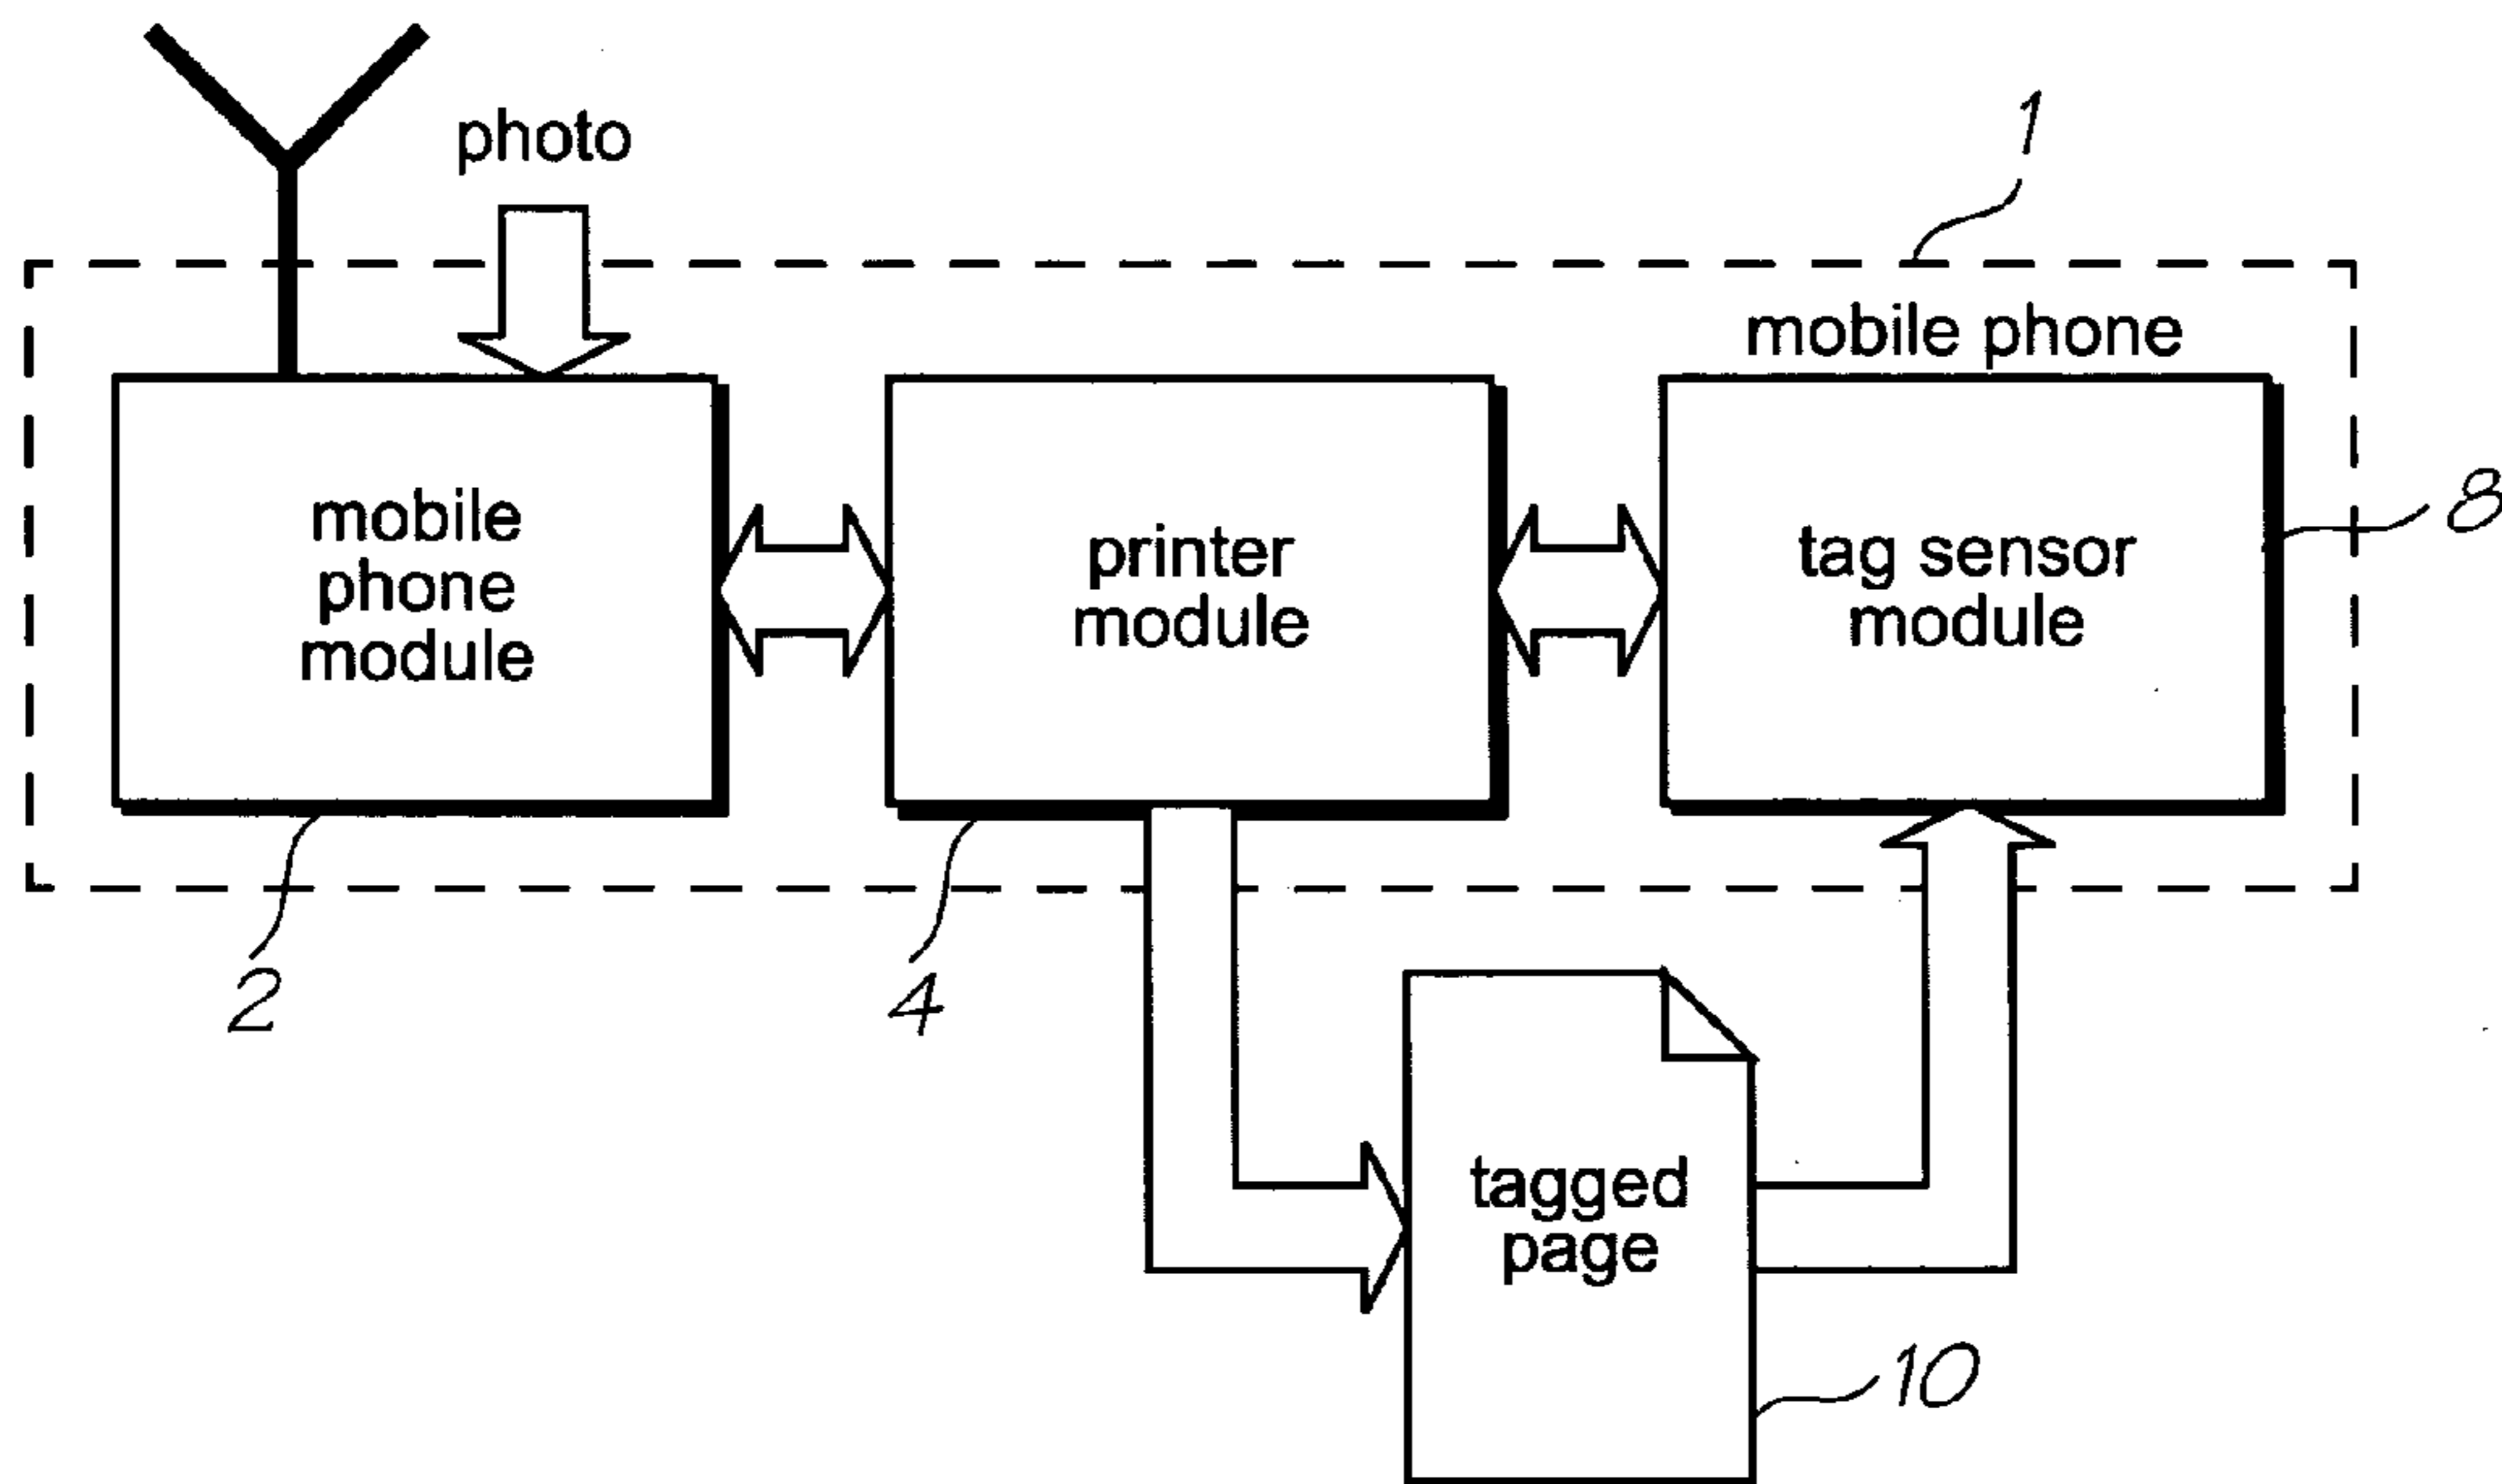 photo
1
mobile phone
mobile
phone
module
printer
module
tag sensor
module
8
2
4
tagged
page
10